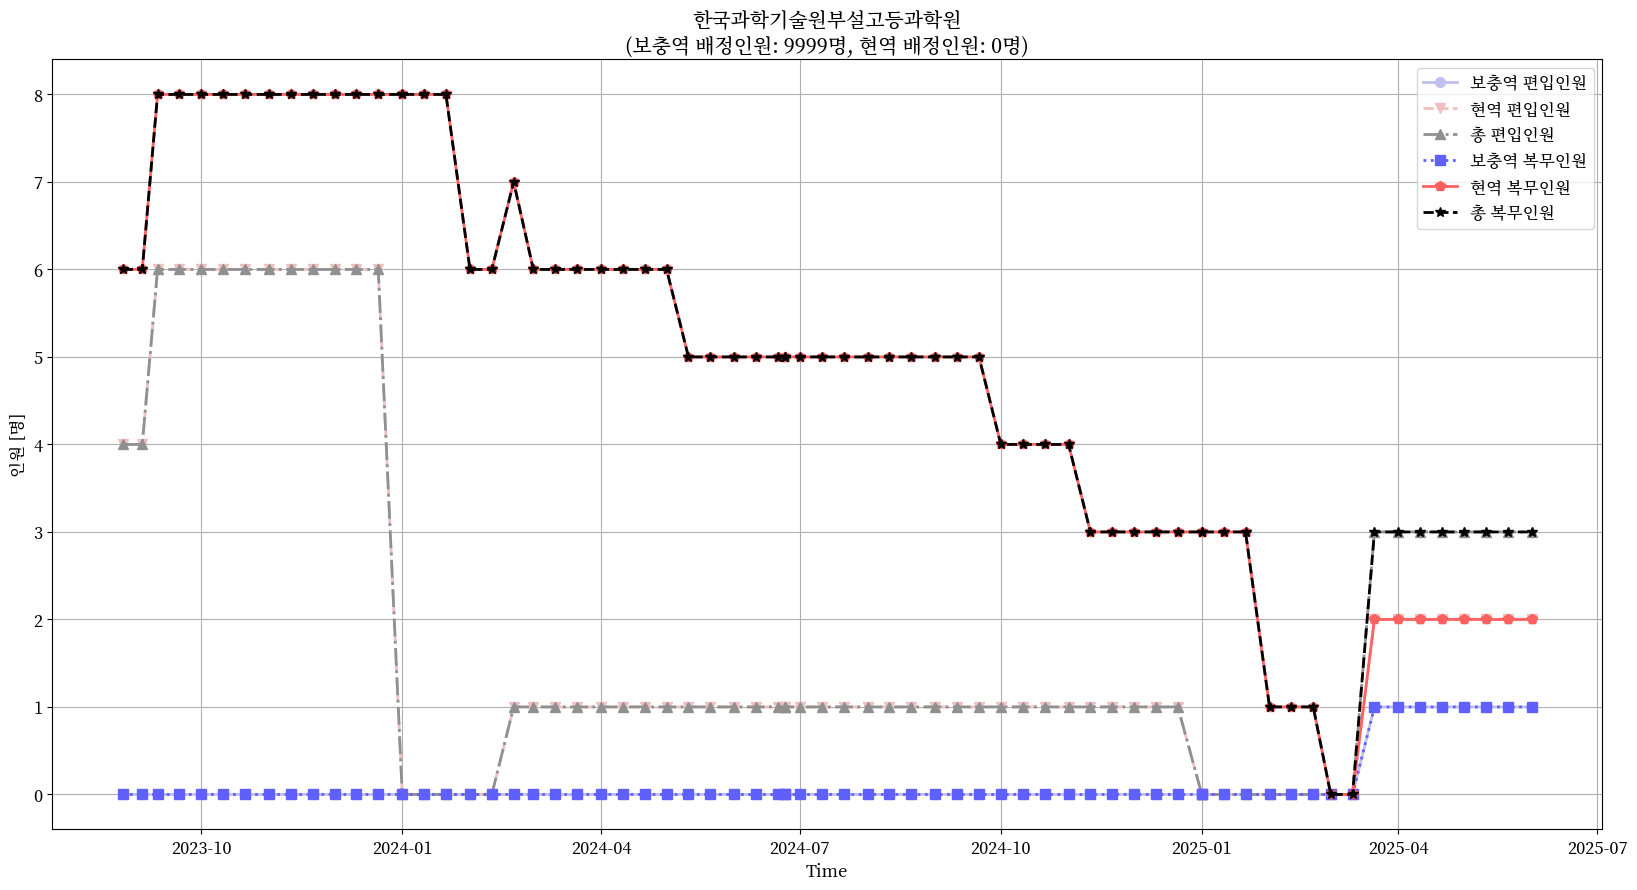 한국과학기술원부설고등과학원
(보충역 배정인원: 9999명, 현역 배정인원: 0명)
보충역 편입인원
현역 편입인원
총 편입인원
보충역 복무인원
현역 복무인원
총 복무인원
8
7
6
5
4
3
2
1
0
인원 [명]
2023-10
2024-01
2024-04
2024-07
2024-10
2025-01
2025-04
2025-07
Time